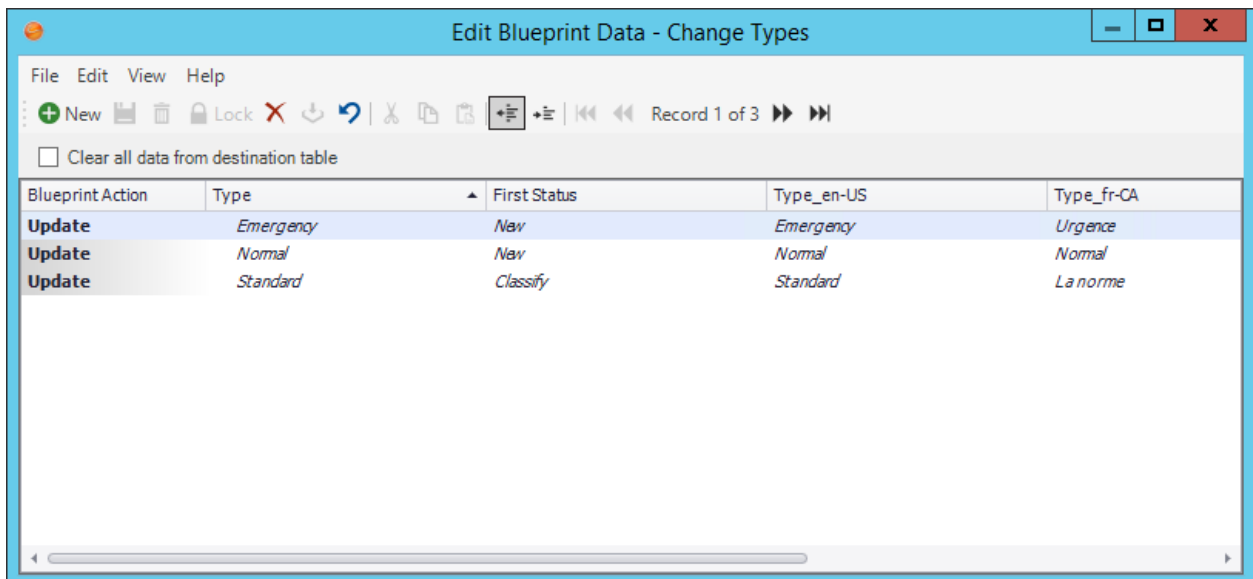 Edit Blueprint Data - Change Types
File Edit View Help
New Lock Record 1 of 3
Clear all data from destination table
Blueprint Action Type First Status Type_en-US Type_fr-CA
Update Emergency New Emergency Urgence
Update Normal New Normal Normal
Update Standard Classify Standard La norme